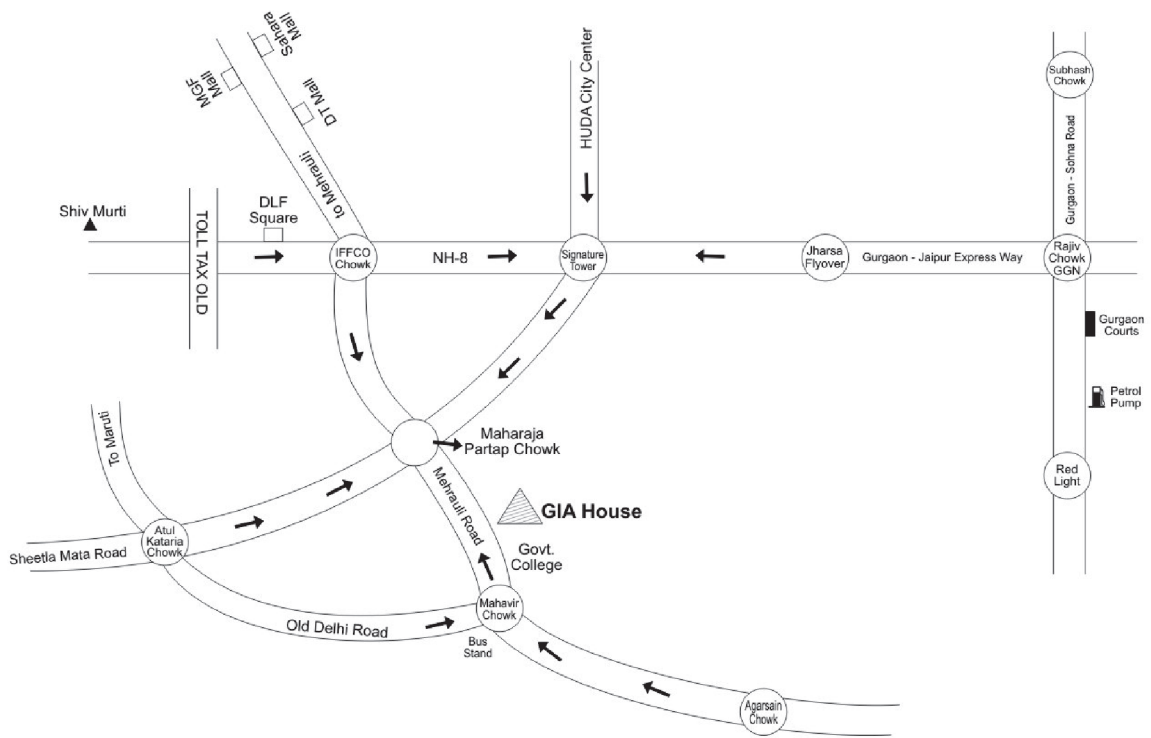 Sahara
Mall
MGF
Mall
DT Mall
to Mehrauli
HUDA City Center
Subhash
Chowk
Gurgaon - Sohna Road
Shiv Murti
TOLL TAX OLD
DLF
Square
IFFCO
Chowk
NH-8
Signature
Tower
Jharsa
Flyover
Gurgaon - Jaipur Express Way
Rajiv
Chowk
GGN
Gurgaon
Courts
Petrol
Pump
Red
Light
Maharaja
Partap Chowk
To Maruti
Mehrauli Road
GIA House
Govt.
College
Atul
Kataria
Chowk
Sheetla Mata Road
Old Delhi Road
Mahavir
Chowk
Bus
Stand
Agarsain
Chowk